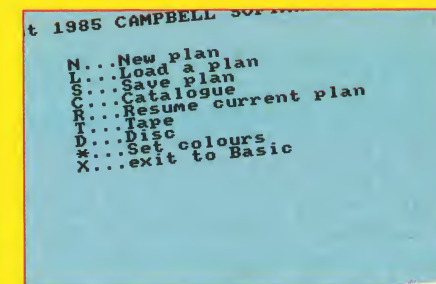 t 1985 CAMPBELL
N...New plan
L...Load a plan
S...Save plan
C...Catalogue
R...Resume current plan
T...Tape
D...Disc
*...Set colours
X...exit to Basic